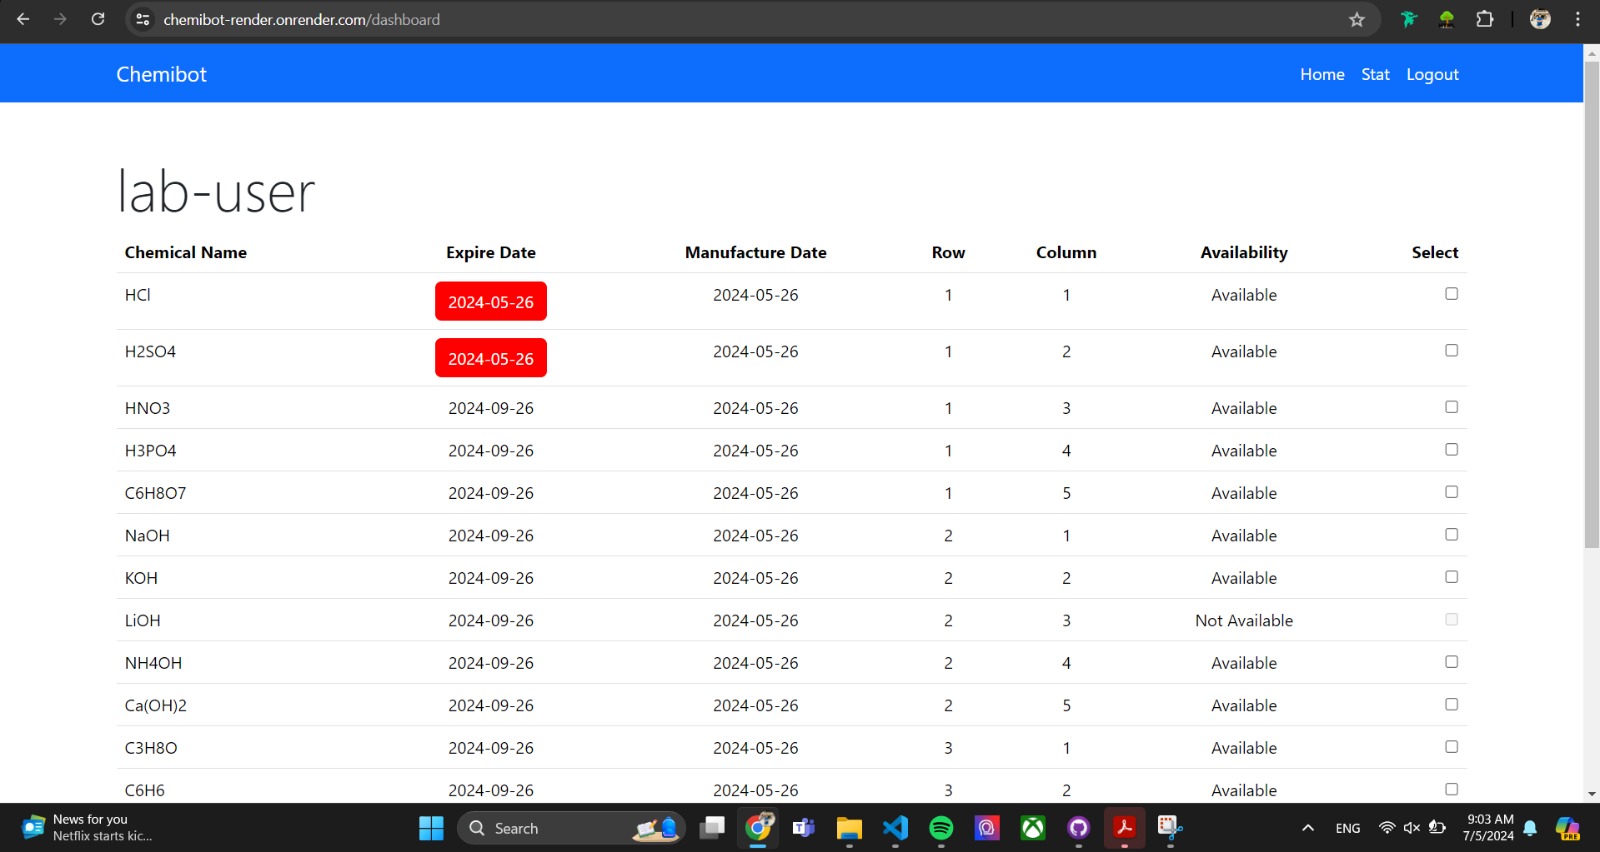 chemibot-render.onrender.com/dashboard
Chemibot Home Stat Logout
lab-user
Chemical Name Expire Date Manufacture Date Row Column Availability Select
HCl 2024-05-26 2024-05-26 1 1 Available
H2SO4 2024-05-26 2024-05-26 1 2 Available
HNO3 2024-09-26 2024-05-26 1 3 Available
H3PO4 2024-09-26 2024-05-26 1 4 Available
C6H8O7 2024-09-26 2024-05-26 1 5 Available
NaOH 2024-09-26 2024-05-26 2 1 Available
KOH 2024-09-26 2024-05-26 2 2 Available
LiOH 2024-09-26 2024-05-26 2 3 Not Available
NH4OH 2024-09-26 2024-05-26 2 4 Available
Ca(OH)2 2024-09-26 2024-05-26 2 5 Available
C3H8O 2024-09-26 2024-05-26 3 1 Available
C6H6 2024-09-26 2024-05-26 3 2 Available
News for you
Netflix starts kic...
Search
ENG
9:03 AM
7/5/2024
PRE